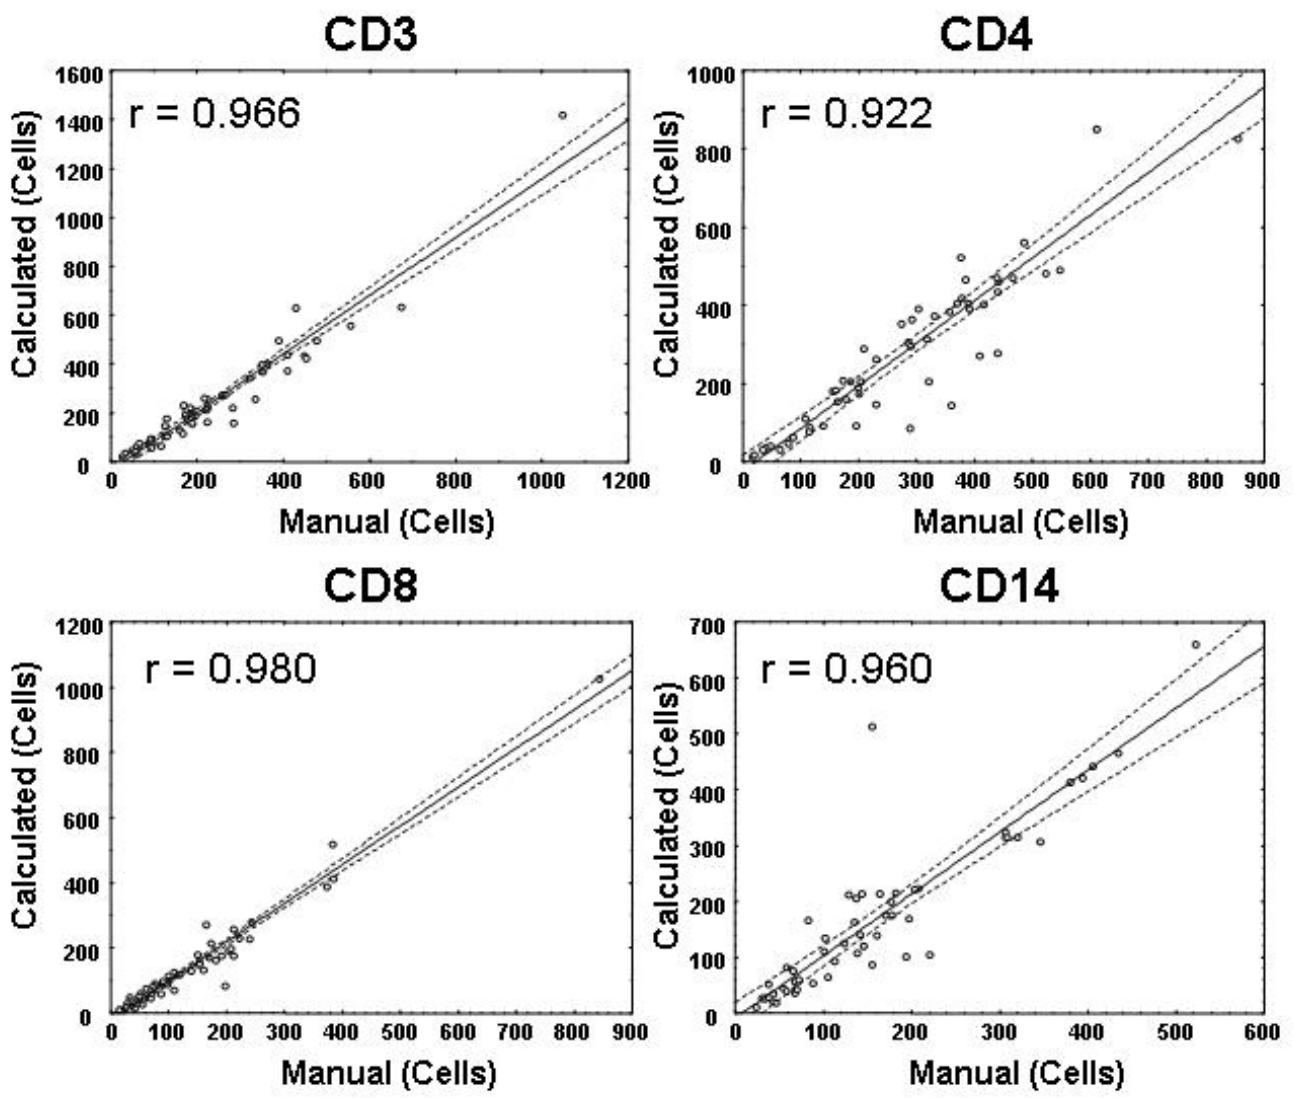 CD3
r = 0.966
1600
1400
1200
1000
800
600
400
200
0
Calculated (Cells)
0 200 400 600 800 1000 1200
Manual (Cells)
CD4
r = 0.922
1000
800
600
400
200
0
Calculated (Cells)
0 100 200 300 400 500 600 700 800 900
Manual (Cells)
CD8
r = 0.980
1200
1000
800
600
400
200
0
Calculated (Cells)
0 100 200 300 400 500 600 700 800 900
Manual (Cells)
CD14
r = 0.960
700
600
500
400
300
200
100
0
Calculated (Cells)
0 100 200 300 400 500 600
Manual (Cells)